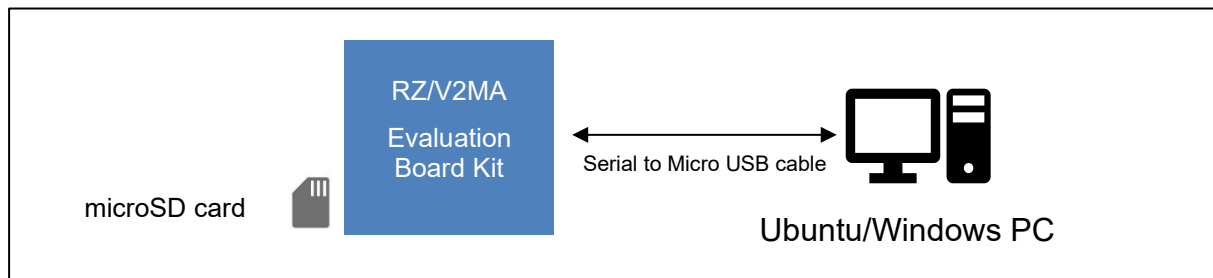 RZ/V2MA
Evaluation
Board Kit
Serial to Micro USB cable
microSD card
Ubuntu/Windows PC